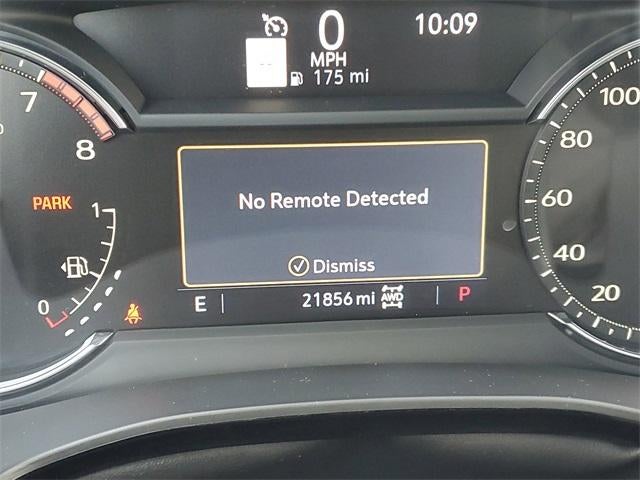 0
10:09
MPH
175 mi
7
8
PARK
1
0
No Remote Detected
Dismiss
E
21856 mi
AWD
P
100
80
60
40
20